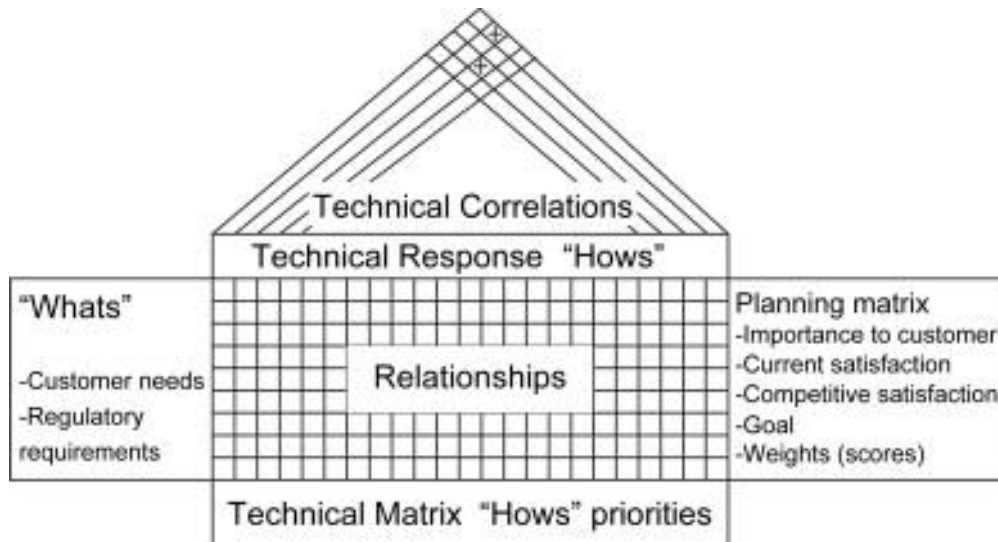 Technical Correlations
Technical Response “Hows”
“Whats”
-Customer needs
-Regulatory
requirements
Relationships
Planning matrix
-Importance to customer
-Current satisfaction
-Competitive satisfaction
-Goal
-Weights (scores)
Technical Matrix “Hows” priorities